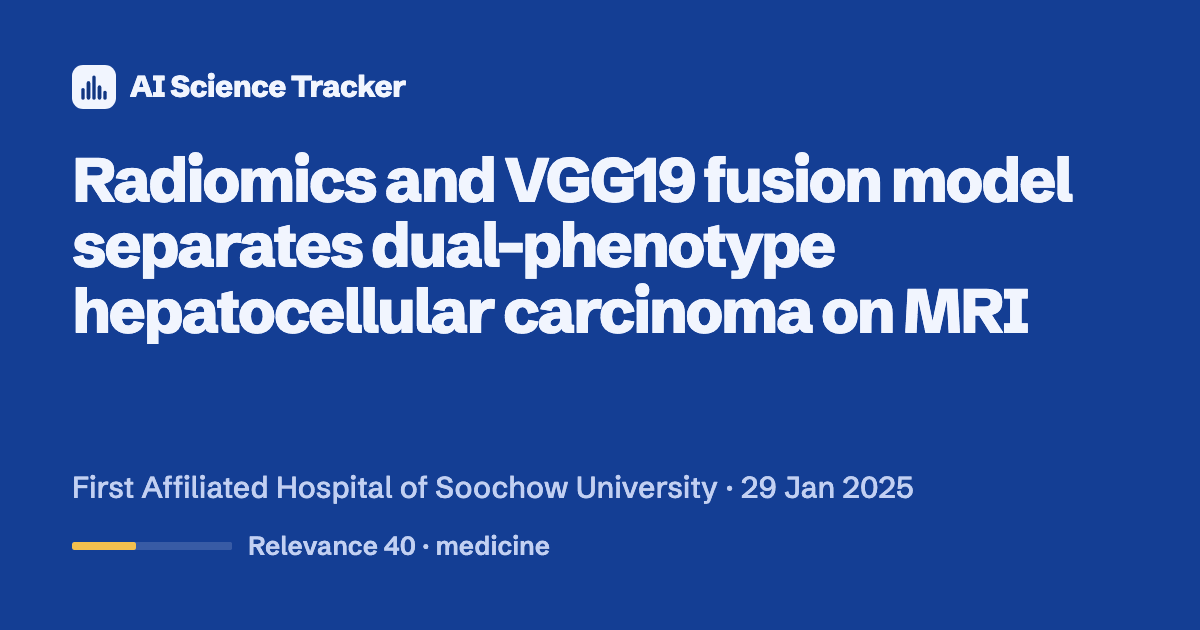 AI Science Tracker
Radiomics and VGG19 fusion model
separates dual-phenotype
hepatocellular carcinoma on MRI
First Affiliated Hospital of Soochow University · 29 Jan 2025
Relevance 40 · medicine